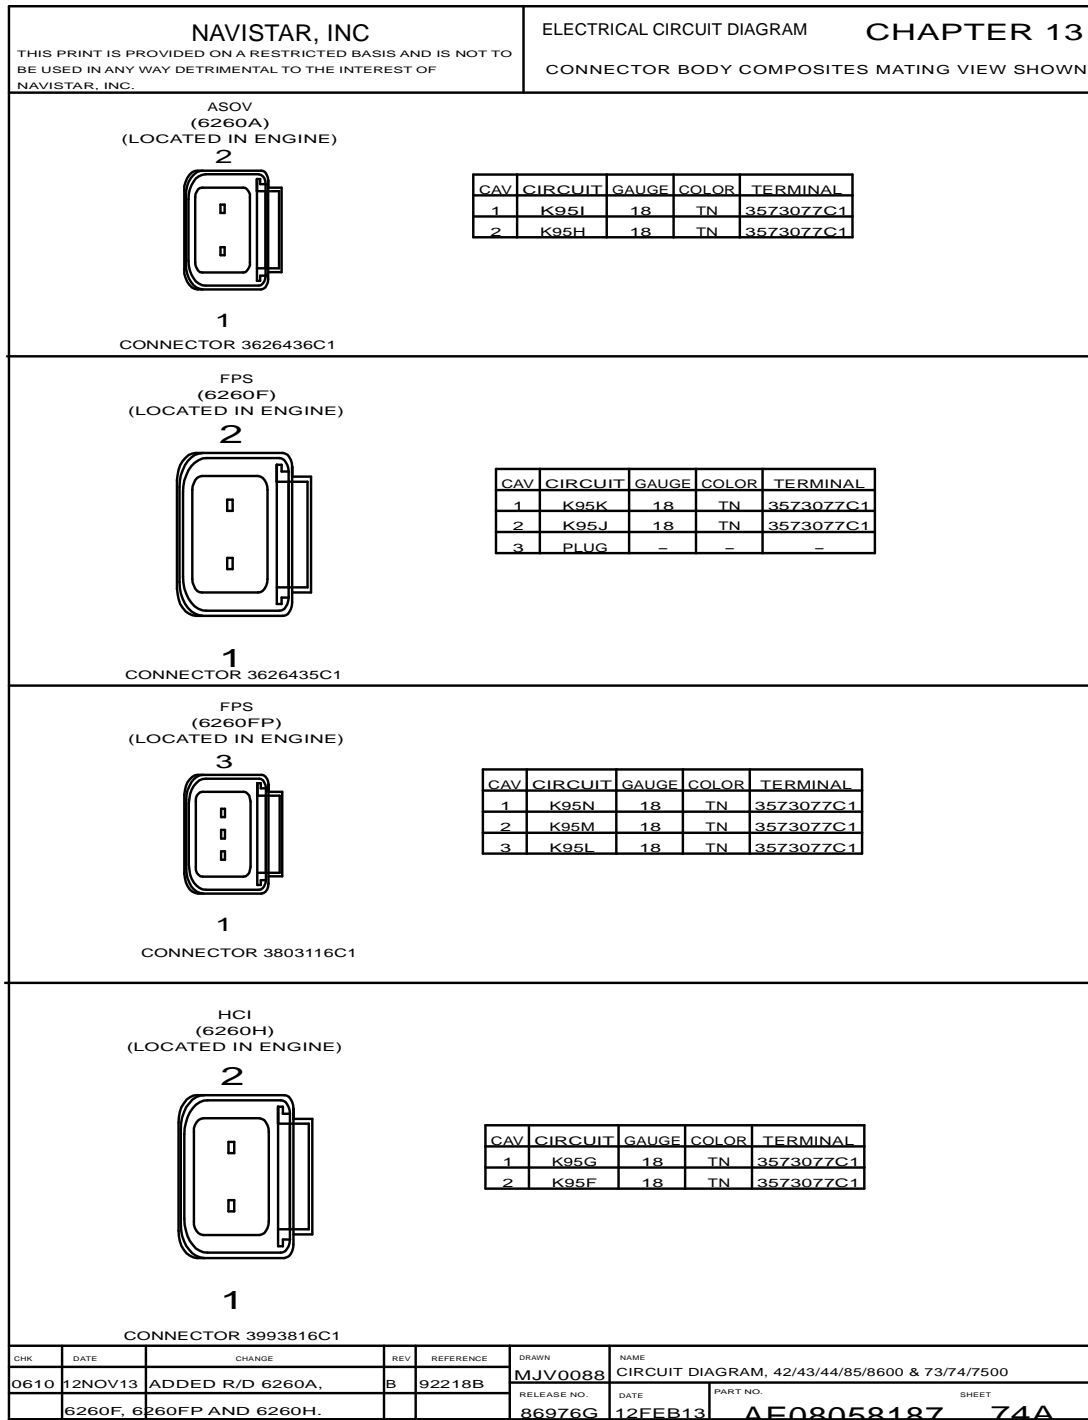 NAVISTAR, INC
THIS PRINT IS PROVIDED ON A RESTRICTED BASIS AND IS NOT TO
BE USED IN ANY WAY DETRIMENTAL TO THE INTEREST OF
NAVISTAR, INC.
ELECTRICAL CIRCUIT DIAGRAM CHAPTER 13
CONNECTOR BODY COMPOSITES MATING VIEW SHOWN
ASOV
(6260A)
(LOCATED IN ENGINE)
2
1
CONNECTOR 3626436C1
CAV CIRCUIT GAUGE COLOR TERMINAL
1 K95I 18 TN 3573077C1
2 K95H 18 TN 3573077C1
FPS
(6260F)
(LOCATED IN ENGINE)
2
1
CONNECTOR 3626435C1
CAV CIRCUIT GAUGE COLOR TERMINAL
1 K95K 18 TN 3573077C1
2 K95J 18 TN 3573077C1
3 PLUG – – –
FPS
(6260FP)
(LOCATED IN ENGINE)
3
1
CONNECTOR 3803116C1
CAV CIRCUIT GAUGE COLOR TERMINAL
1 K95N 18 TN 3573077C1
2 K95M 18 TN 3573077C1
3 K95L 18 TN 3573077C1
HCI
(6260H)
(LOCATED IN ENGINE)
2
1
CONNECTOR 3993816C1
CAV CIRCUIT GAUGE COLOR TERMINAL
1 K95G 18 TN 3573077C1
2 K95F 18 TN 3573077C1
CHK DATE CHANGE REV REFERENCE
0610 12NOV13 ADDED R/D 6260A, B 92218B
6260F, 6260FP AND 6260H.
DRAWN NAME
MJV0088 CIRCUIT DIAGRAM, 42/43/44/85/8600 & 73/74/7500
RELEASE NO. DATE PART NO. SHEET
86976G 12FEB13 AE08058187 74A